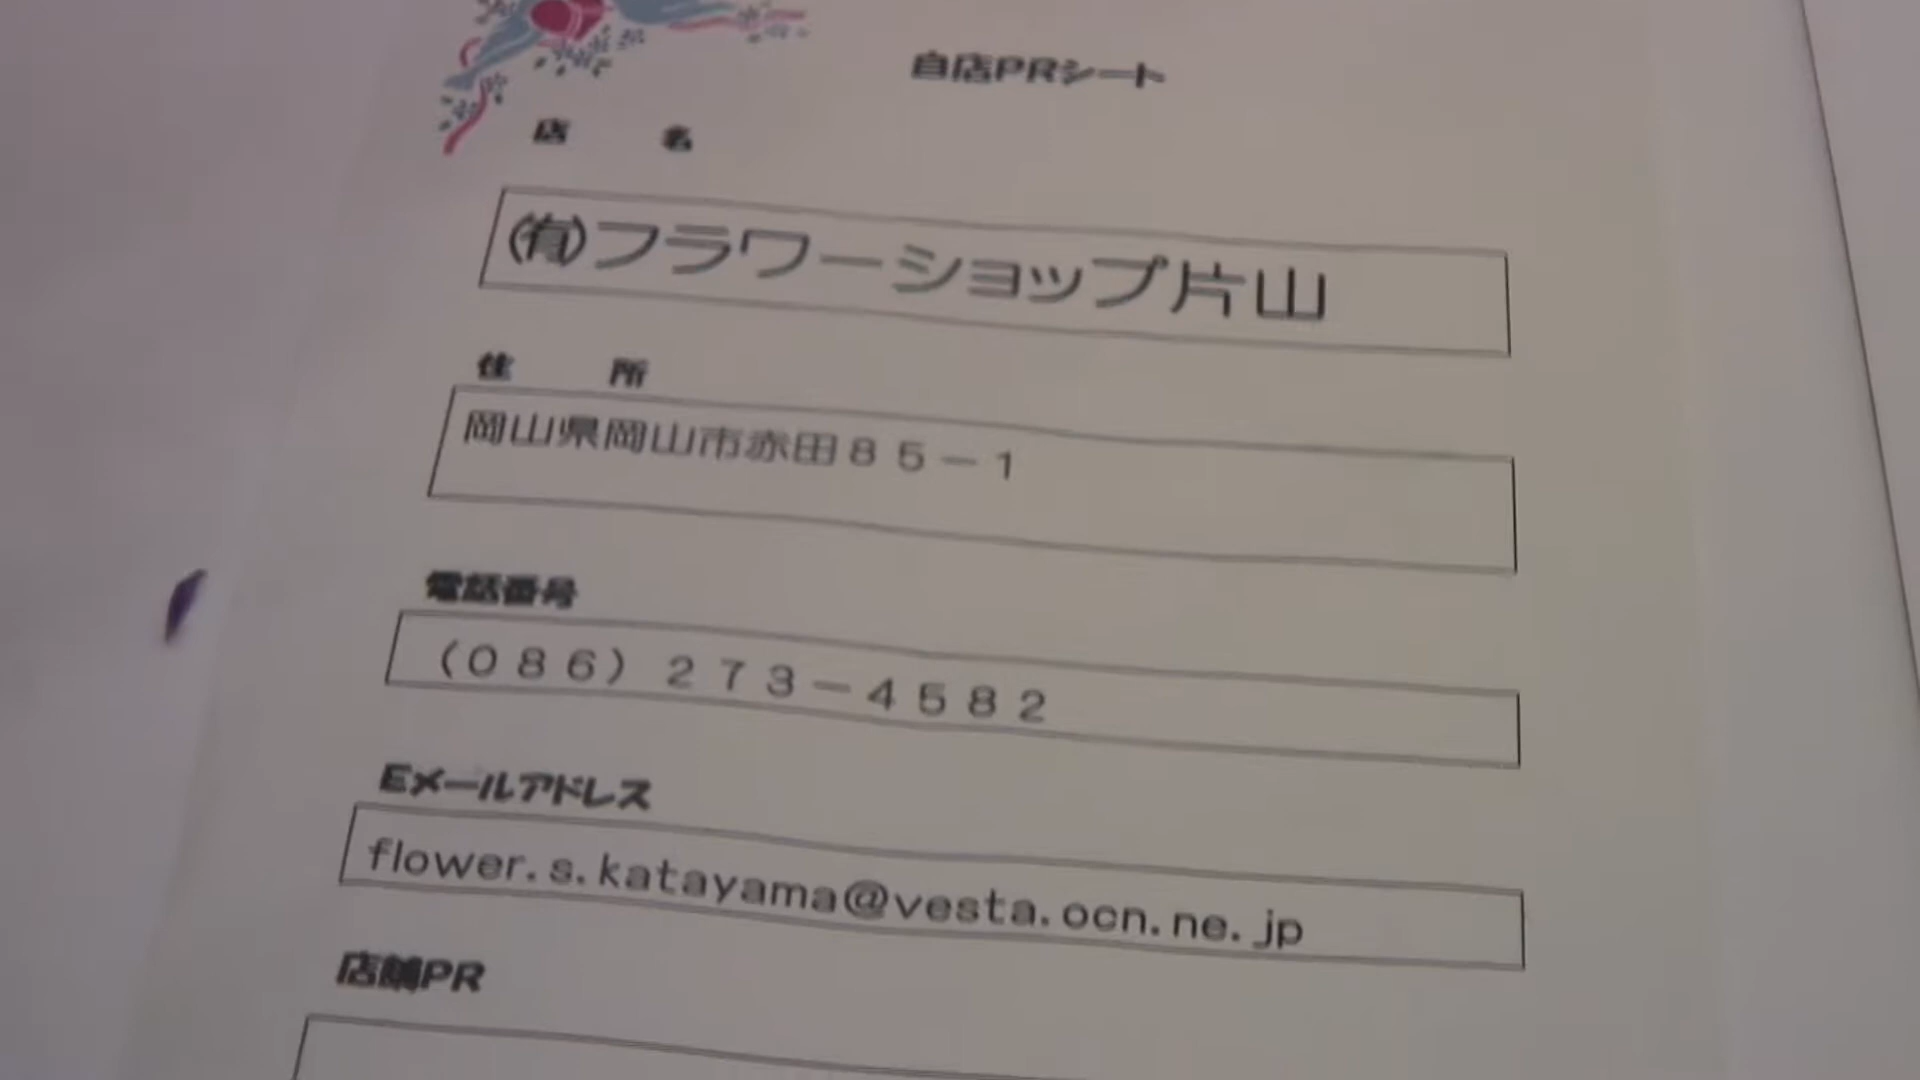 自店PRシート
店　名
㈲フラワーショップ片山
住　所
岡山県岡山市赤田８５－１
電話番号
（０８６）２７３－４５８２
Eメールアドレス
flower.s.katayama@vesta.ocn.ne.jp
店舗PR